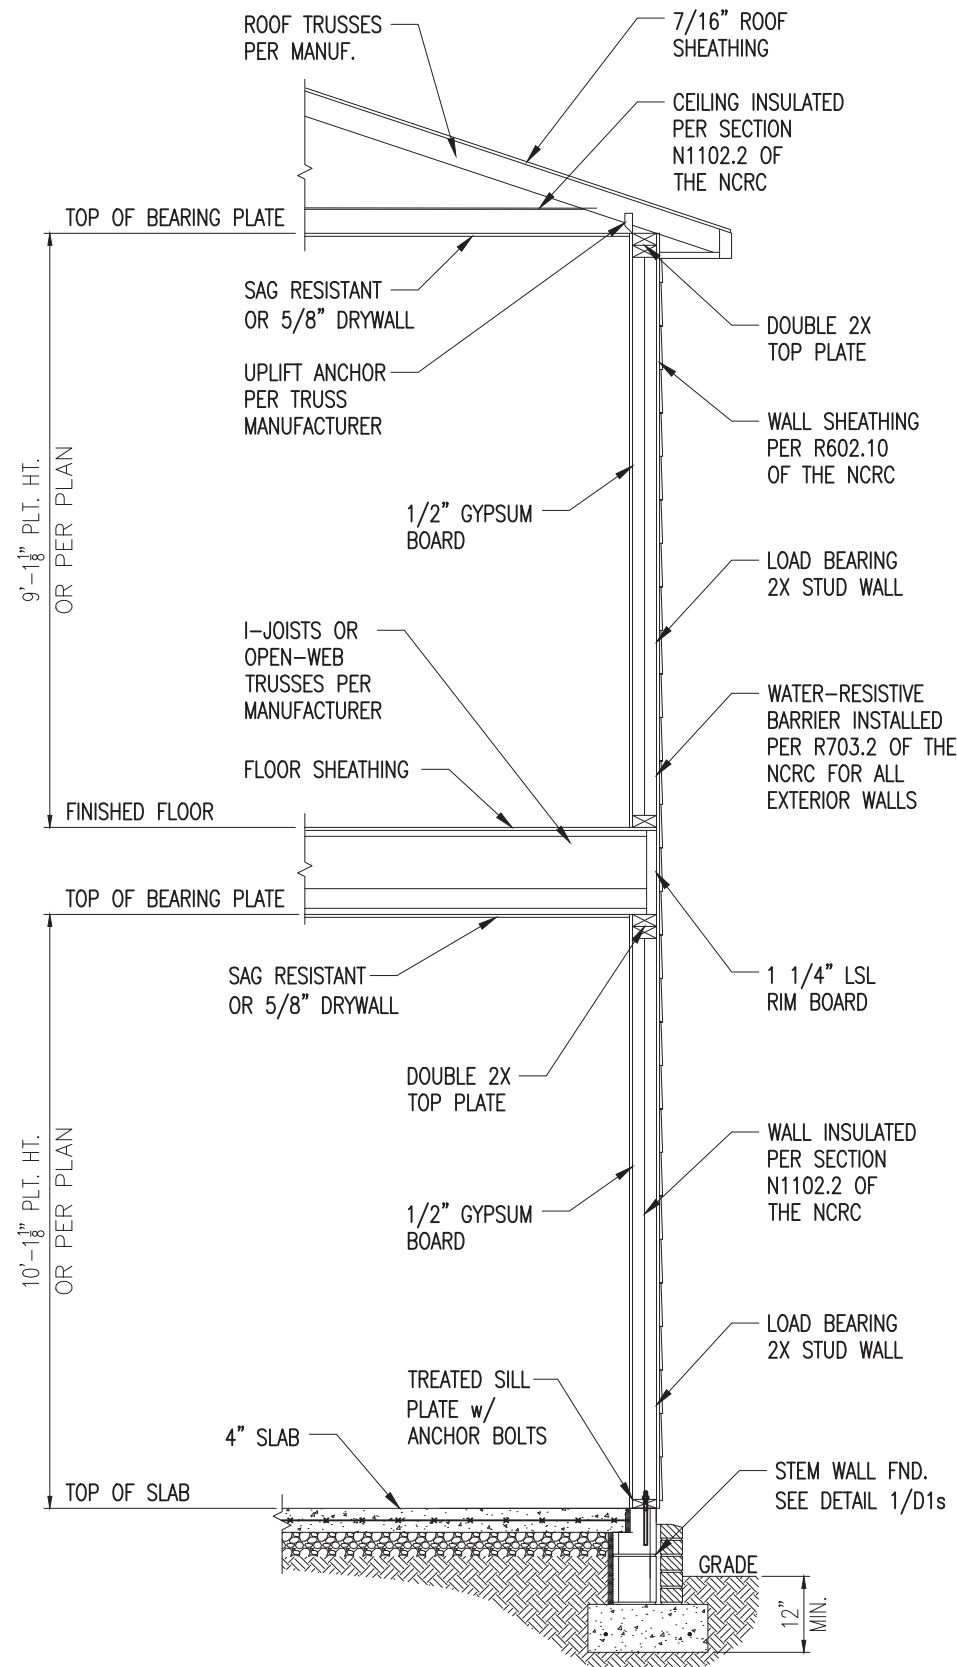 ROOF TRUSSES
PER MANUF.
7/16" ROOF
SHEATHING
CEILING INSULATED
PER SECTION
N1102.2 OF
THE NCRC
TOP OF BEARING PLATE
SAG RESISTANT
OR 5/8" DRYWALL
DOUBLE 2X
TOP PLATE
UPLIFT ANCHOR
PER TRUSS
MANUFACTURER
WALL SHEATHING
PER R602.10
OF THE NCRC
9'-1 1/8" PLT. HT.
OR PER PLAN
1/2" GYPSUM
BOARD
LOAD BEARING
2X STUD WALL
I-JOISTS OR
OPEN-WEB
TRUSSES PER
MANUFACTURER
WATER-RESISTIVE
BARRIER INSTALLED
PER R703.2 OF THE
NCRC FOR ALL
EXTERIOR WALLS
FLOOR SHEATHING
FINISHED FLOOR
TOP OF BEARING PLATE
SAG RESISTANT
OR 5/8" DRYWALL
1 1/4" LSL
RIM BOARD
DOUBLE 2X
TOP PLATE
10'-1 1/8" PLT. HT.
OR PER PLAN
WALL INSULATED
PER SECTION
N1102.2 OF
THE NCRC
1/2" GYPSUM
BOARD
LOAD BEARING
2X STUD WALL
TREATED SILL
PLATE w/
ANCHOR BOLTS
4" SLAB
TOP OF SLAB
STEM WALL FND.
SEE DETAIL 1/D1s
GRADE
12"
MIN.